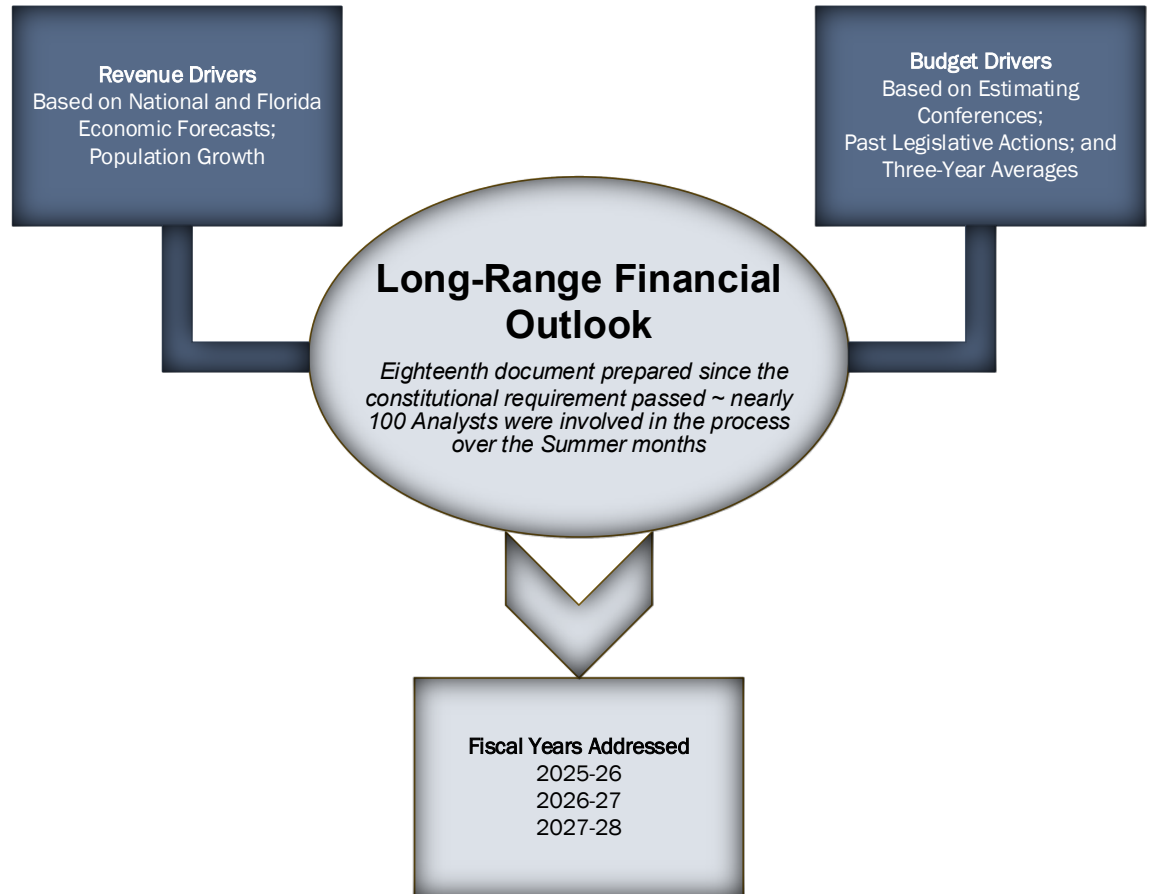 Revenue Drivers
Based on National and Florida
Economic Forecasts;
Population Growth
Budget Drivers
Based on Estimating
Conferences;
Past Legislative Actions; and
Three-Year Averages
Long-Range Financial
Outlook
Eighteenth document prepared since the
constitutional requirement passed ~ nearly
100 Analysts were involved in the process
over the Summer months
Fiscal Years Addressed
2025-26
2026-27
2027-28